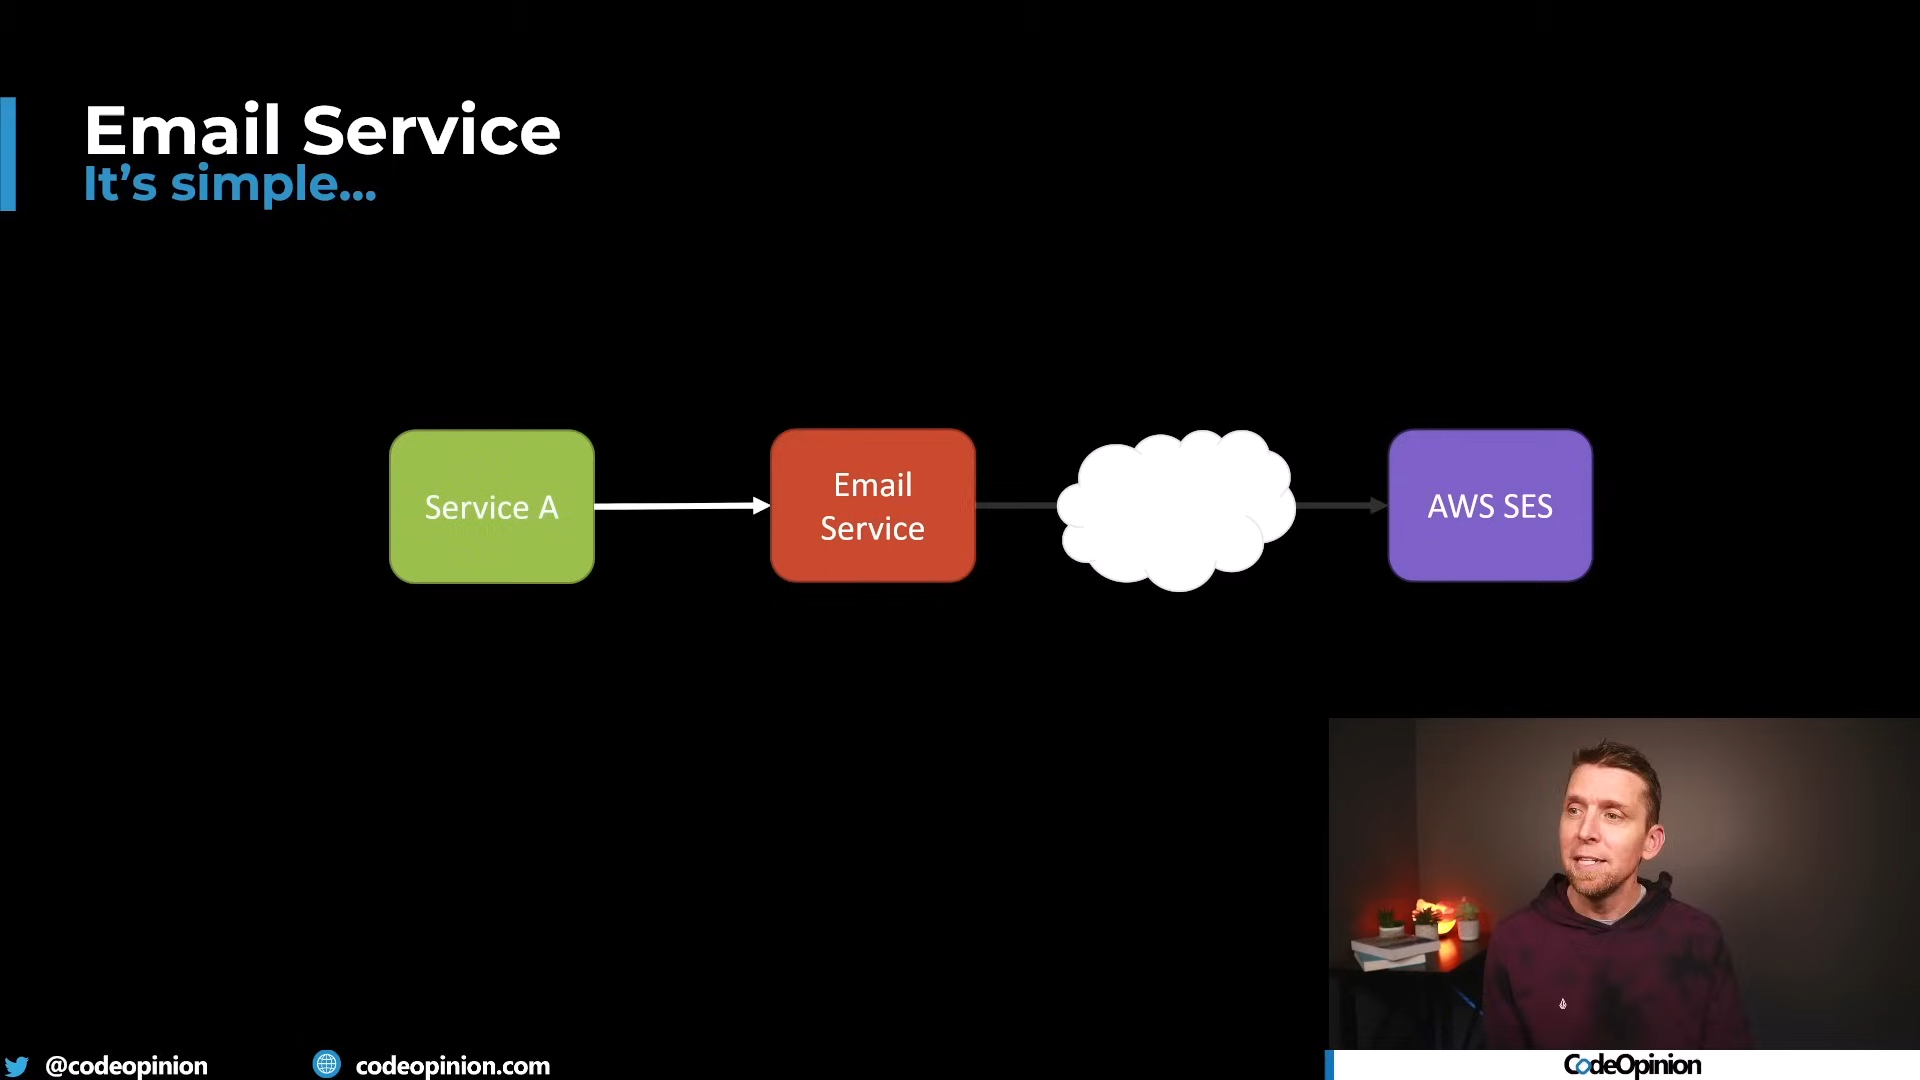 Email Service
It's simple...
Service A
Email
Service
AWS SES
@codeopinion
codeopinion.com
CodeOpinion